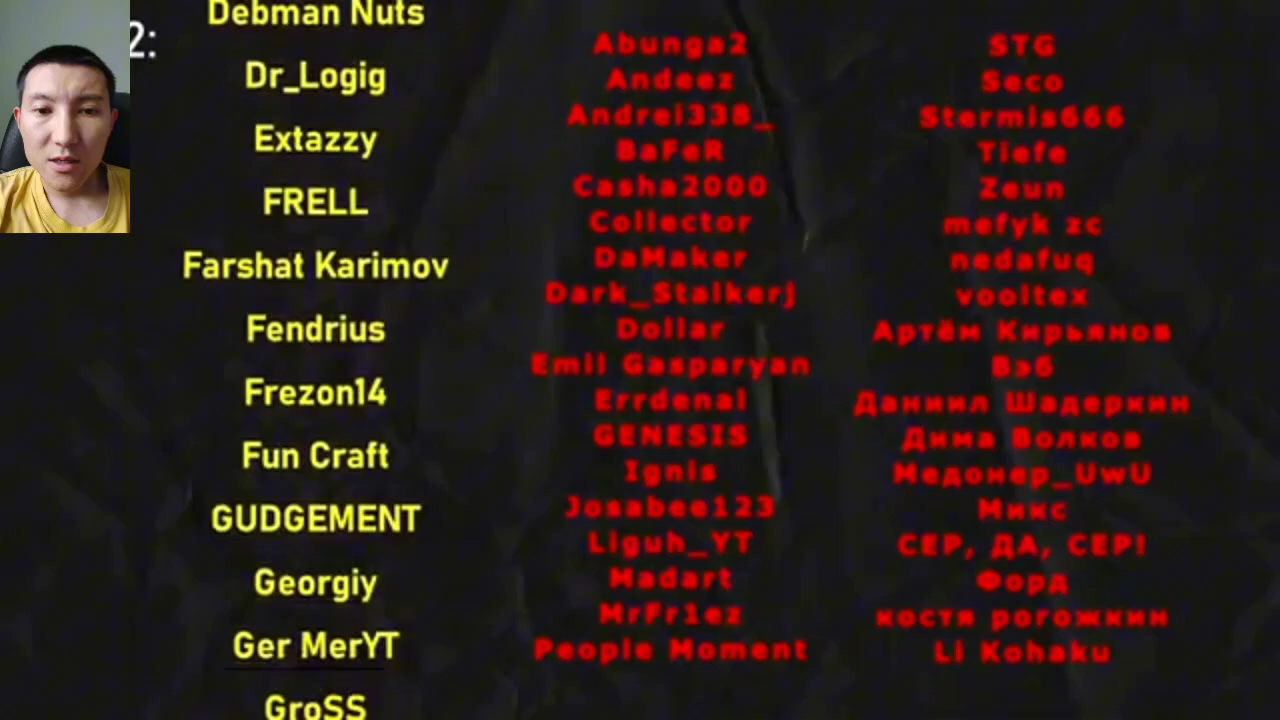 2:
Debman Nuts
Dr_Logig
Extazzy
FRELL
Farshat Karimov
Fendrius
Frezon14
Fun Craft
GUDGEMENT
Georgiy
Ger MerYT
GroSS
Abunga2
Andeez
Andrei338_
BaFeR
Casha2000
Collector
DaMaker
Dark_Stalkerj
Dollar
Emil Gasparyan
Errdenal
GENESIS
Ignis
Josabee123
Liguh_YT
Madart
MrFr1ez
People Moment
STG
Seco
Stermis666
Tiefe
Zeun
mefyk zc
nedafuq
vooltex
Артём Кирьянов
Вэб
Даниил Шадеркин
Дима Волков
Медонер_UwU
Микс
СЕР, ДА, СЕР!
Форд
костя рогожкин
Li Kohaku